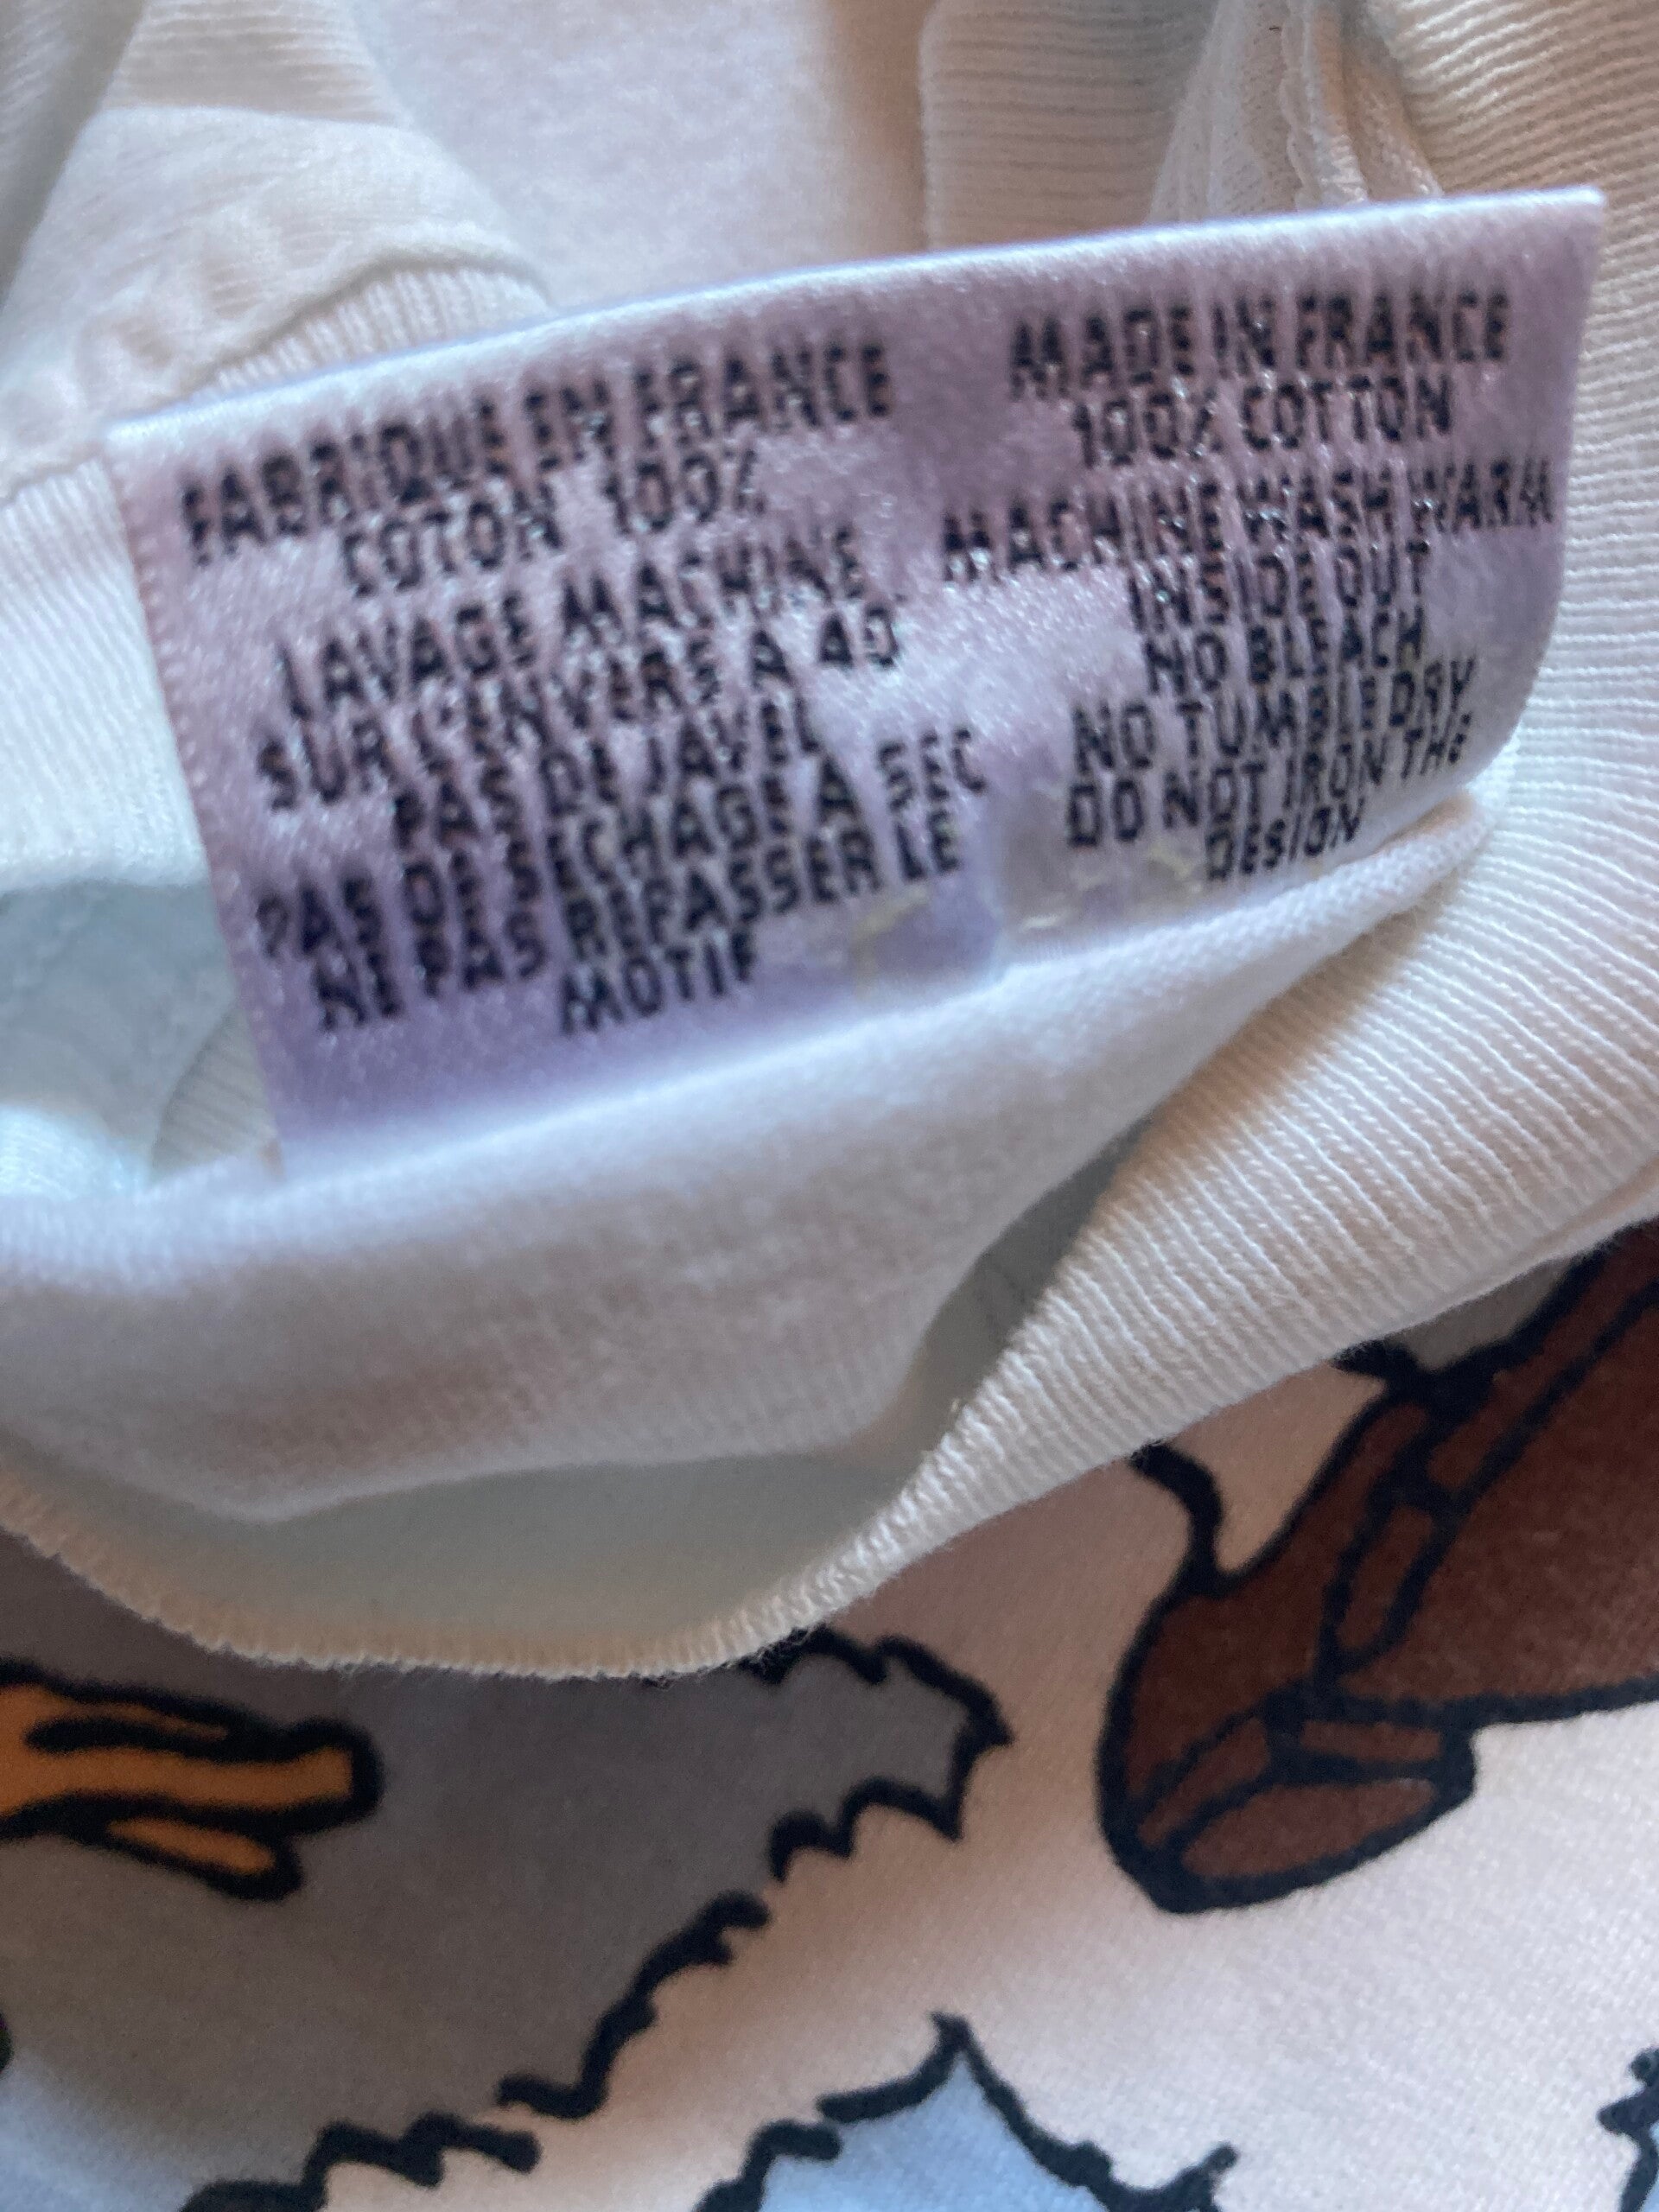 FABRIQUE EN FRANCE
COTON 100%
LAVAGE MACHINE
SUR L'ENVERS A 40
PAS DE JAVEL
PAS DE SECHAGE A SEC
NE PAS REPASSER LE
MOTIF
MADE IN FRANCE
100% COTTON
MACHINE WASH WARM
INSIDE OUT
NO BLEACH
NO TUMBLE DRY
DO NOT IRON THE
DESIGN